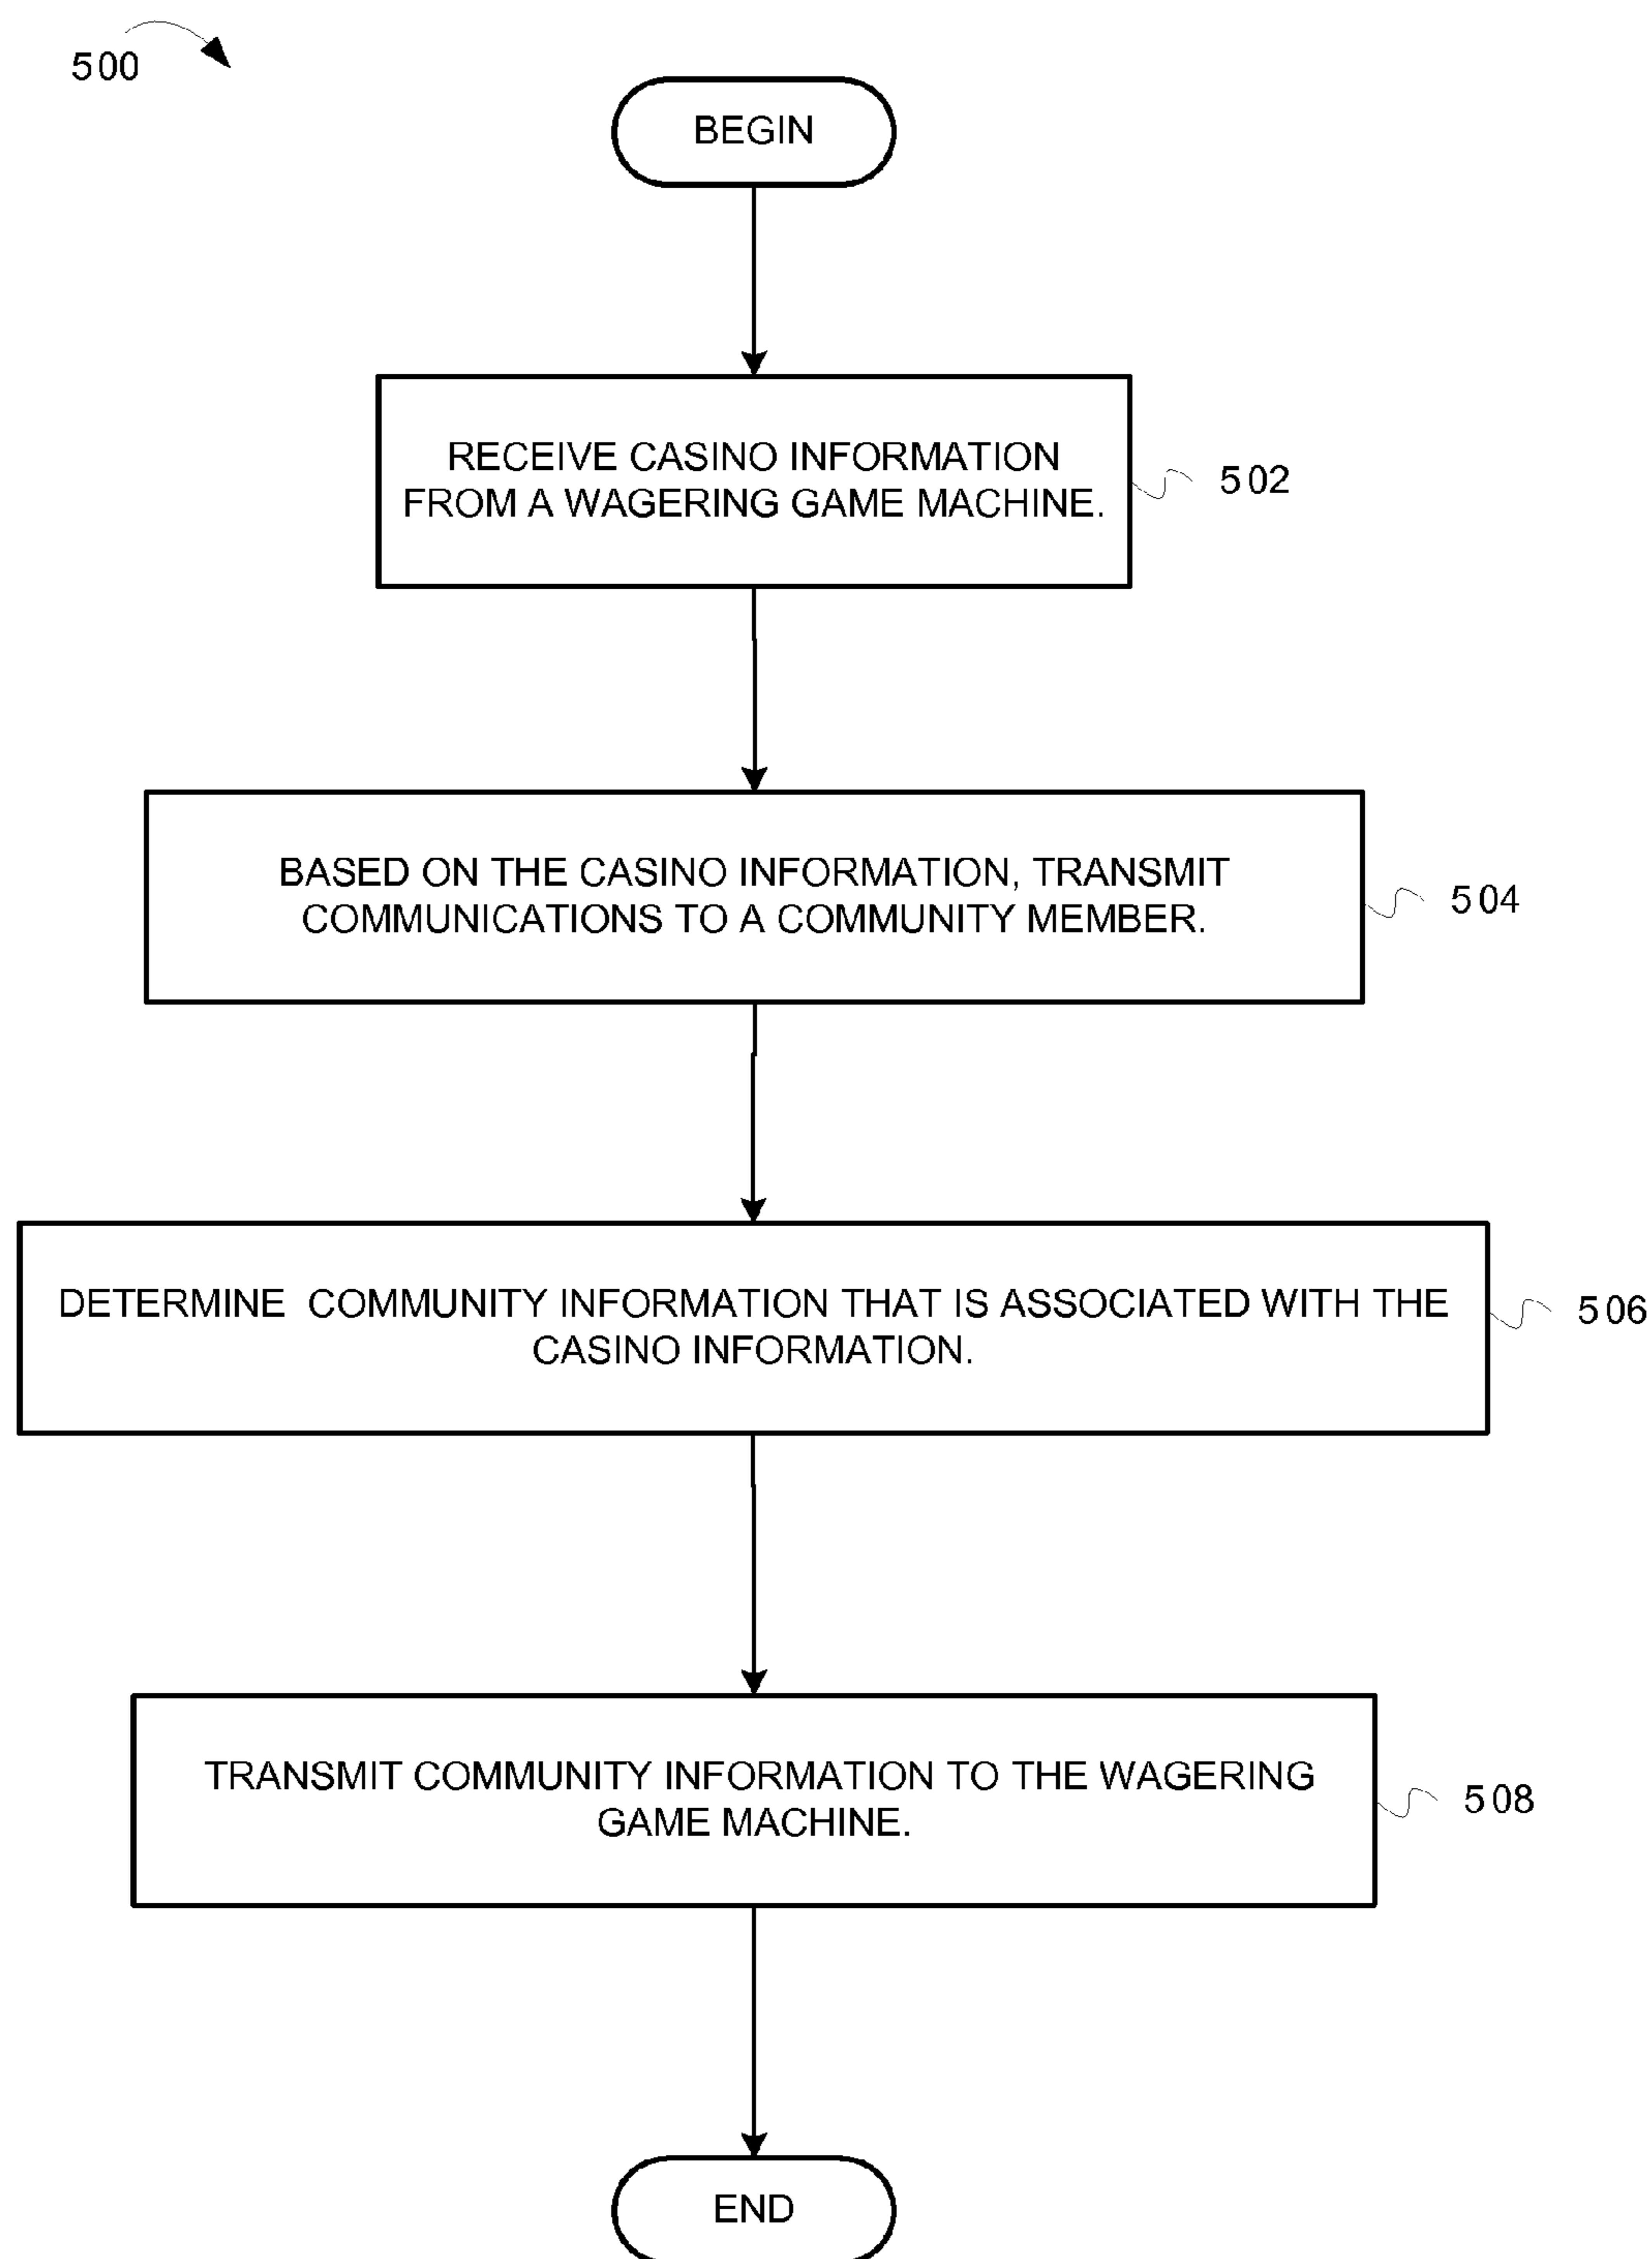 500
BEGIN
RECEIVE CASINO INFORMATION
FROM A WAGERING GAME MACHINE.
502
BASED ON THE CASINO INFORMATION, TRANSMIT
COMMUNICATIONS TO A COMMUNITY MEMBER.
504
DETERMINE COMMUNITY INFORMATION THAT IS ASSOCIATED WITH THE
CASINO INFORMATION.
506
TRANSMIT COMMUNITY INFORMATION TO THE WAGERING
GAME MACHINE.
508
END